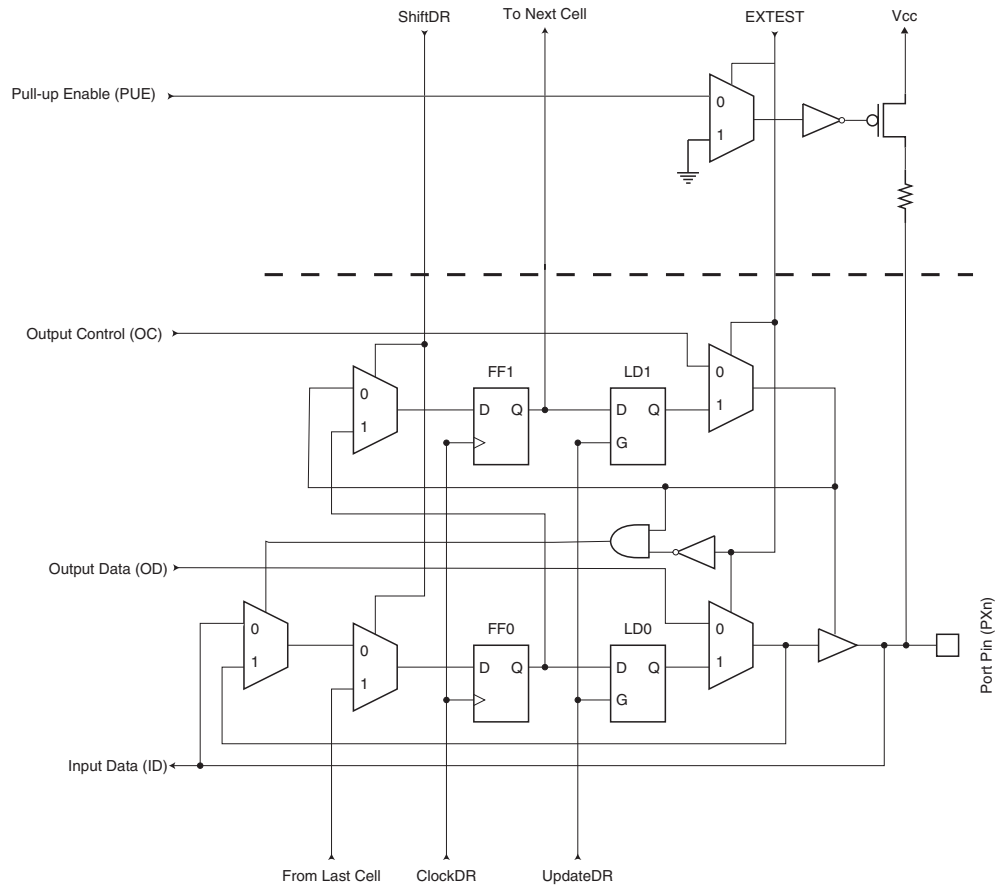 ShiftDR
To Next Cell
EXTEST
Vcc
Pull-up Enable (PUE)
0
1
Output Control (OC)
FF1
LD1
0
1
D Q
D Q
G
0
1
Output Data (OD)
0
1
0
1
FF0
LD0
D Q
D Q
G
0
1
Port Pin (PXn)
Input Data (ID)
From Last Cell
ClockDR
UpdateDR